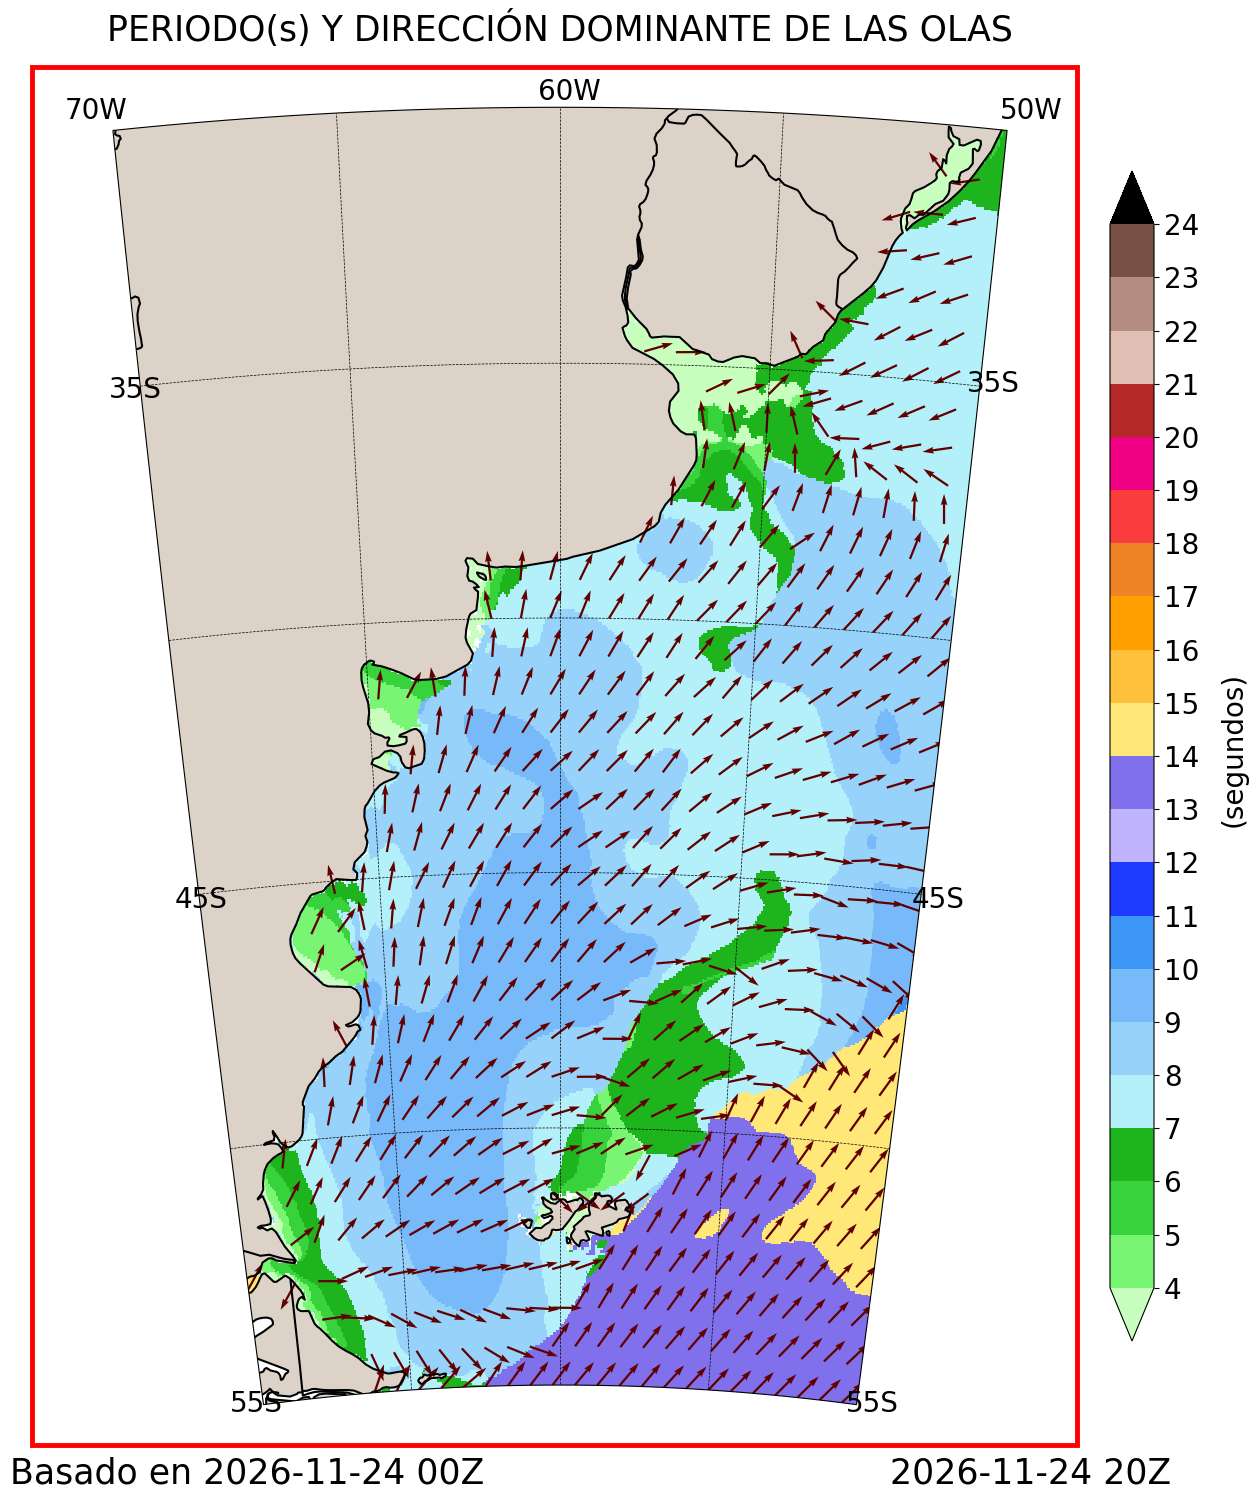 PERIODO(s) Y DIRECCIÓN DOMINANTE DE LAS OLAS
70W
60W
50W
35S
35S
45S
45S
55S
55S
24
23
22
21
20
19
18
17
16
15
14
13
12
11
10
9
8
7
6
5
4
(segundos)
Basado en 2026-11-24 00Z
2026-11-24 20Z